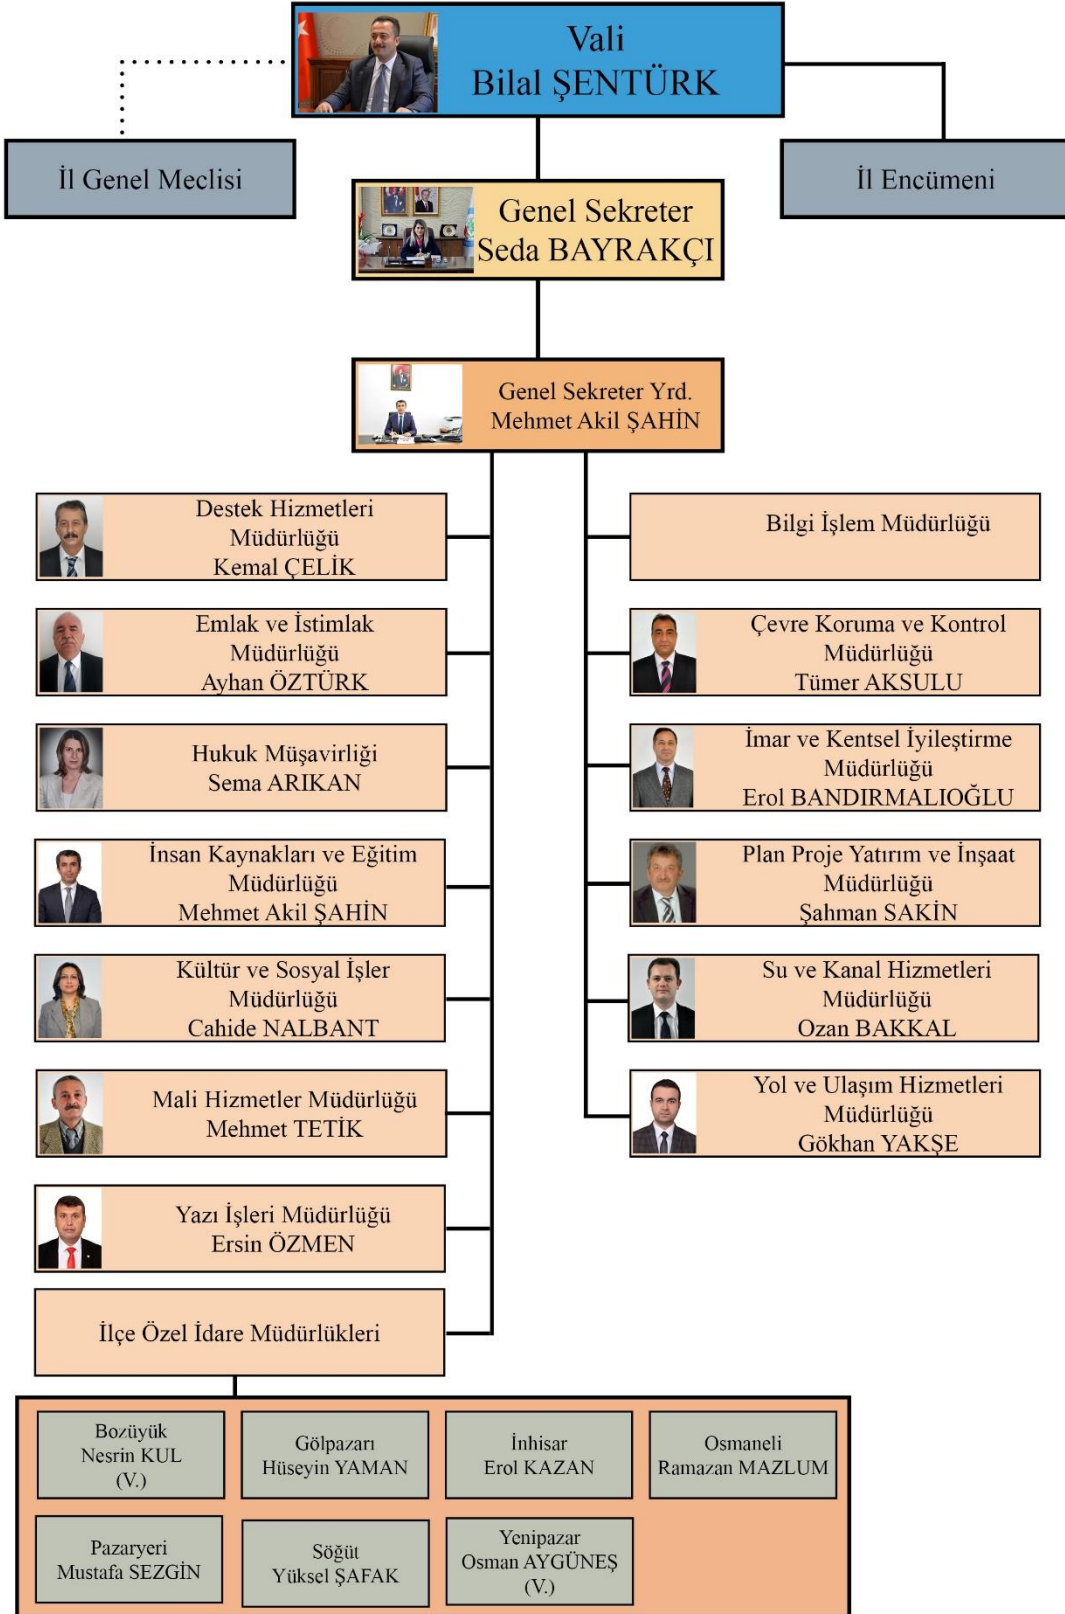 Vali
Bilal ŞENTÜRK
İl Genel Meclisi
İl Encümeni
Genel Sekreter
Seda BAYRAKÇI
Genel Sekreter Yrd.
Mehmet Akil ŞAHİN
Destek Hizmetleri
Müdürlüğü
Kemal ÇELİK
Emlak ve İstimlak
Müdürlüğü
Ayhan ÖZTÜRK
Hukuk Müşavirliği
Sema ARIKAN
İnsan Kaynakları ve Eğitim
Müdürlüğü
Mehmet Akil ŞAHİN
Kültür ve Sosyal İşler
Müdürlüğü
Cahide NALBANT
Mali Hizmetler Müdürlüğü
Mehmet TETİK
Yazı İşleri Müdürlüğü
Ersin ÖZMEN
İlçe Özel İdare Müdürlükleri
Bilgi İşlem Müdürlüğü
Çevre Koruma ve Kontrol
Müdürlüğü
Tümer AKSULU
İmar ve Kentsel İyileştirme
Müdürlüğü
Erol BANDIRMALIOĞLU
Plan Proje Yatırım ve İnşaat
Müdürlüğü
Şahman SAKİN
Su ve Kanal Hizmetleri
Müdürlüğü
Ozan BAKKAL
Yol ve Ulaşım Hizmetleri
Müdürlüğü
Gökhan YAKŞE
Bozüyük
Nesrin KUL
(V.)
Gölpazarı
Hüseyin YAMAN
İnhisar
Erol KAZAN
Osmaneli
Ramazan MAZLUM
Pazaryeri
Mustafa SEZGİN
Söğüt
Yüksel ŞAFAK
Yenipazar
Osman AYGÜNEŞ
(V.)